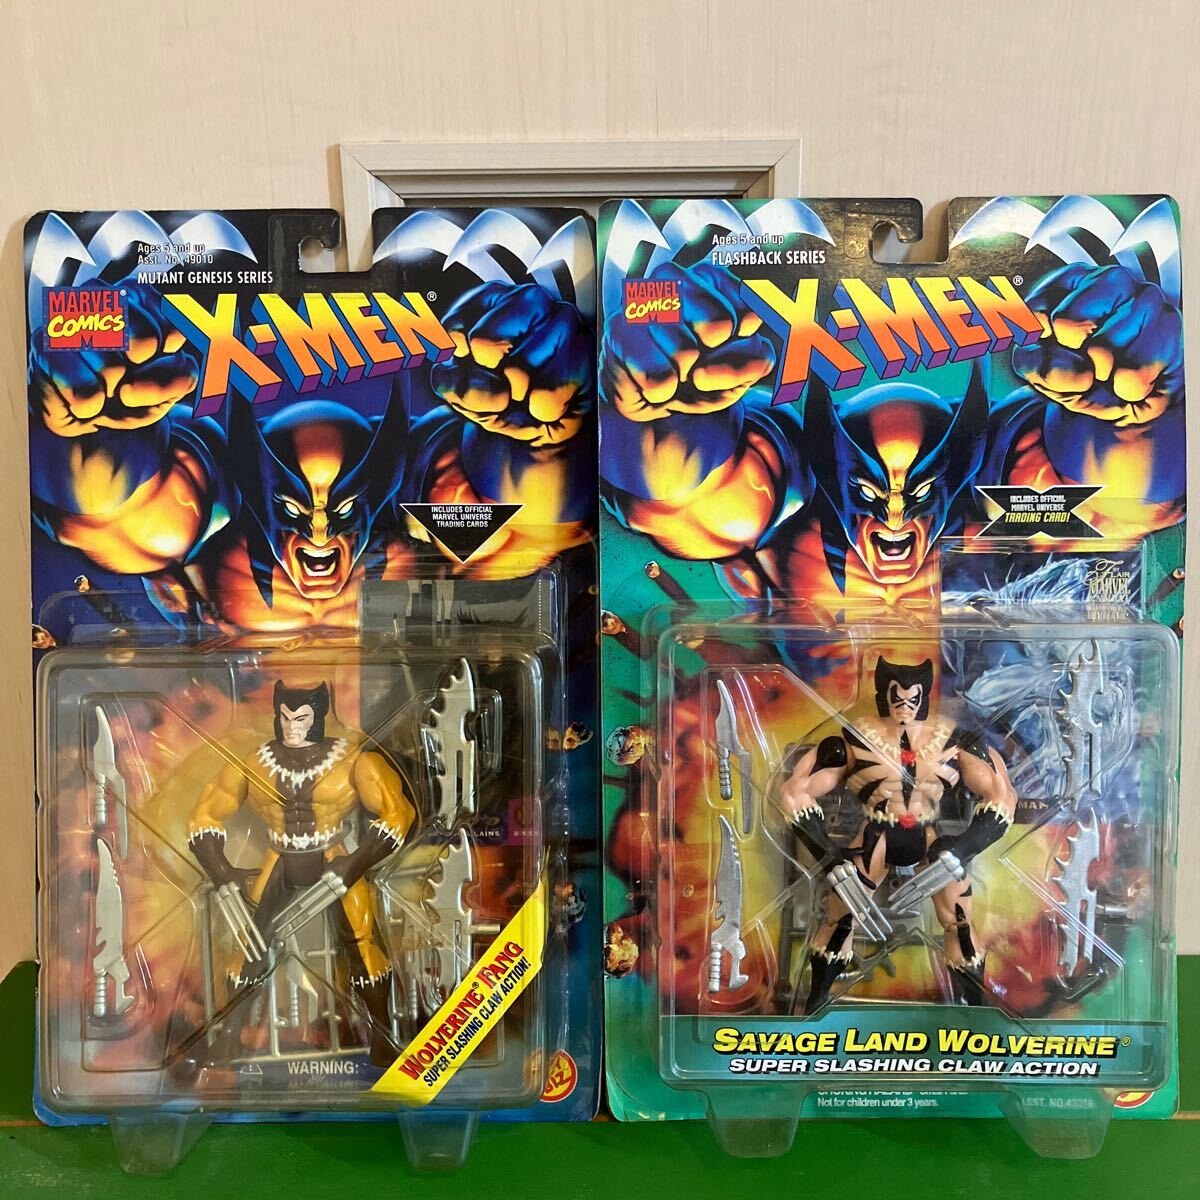 Ages 5 and up
Asst. No. 49010
MUTANT GENESIS SERIES
MARVEL®
COMICS
M
X-MEN®
INCLUDES OFFICIAL
MARVEL UNIVERSE
TRADING CARDS
WOLVERINE® FANG
SUPER SLASHING CLAW ACTION!
WARNING:
Ages 5 and up
FLASHBACK SERIES
MARVEL
COMICS
M
X-MEN®
INCLUDES OFFICIAL
MARVEL UNIVERSE
TRADING CARD!
FLAIR
MARVEL
SAVAGE LAND WOLVERINE®
SUPER SLASHING CLAW ACTION
Not for children under 3 years.